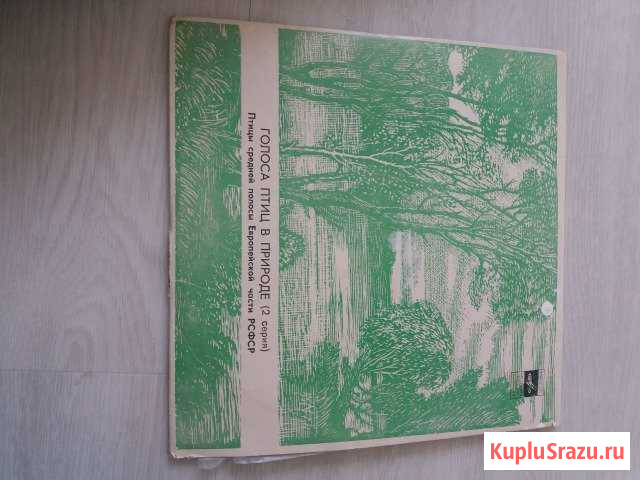 ГОЛОСА ПТИЦ В ПРИРОДЕ (2 серия)
Птицы средней полосы Европейской части РСФСР
KupluSrazu.ru